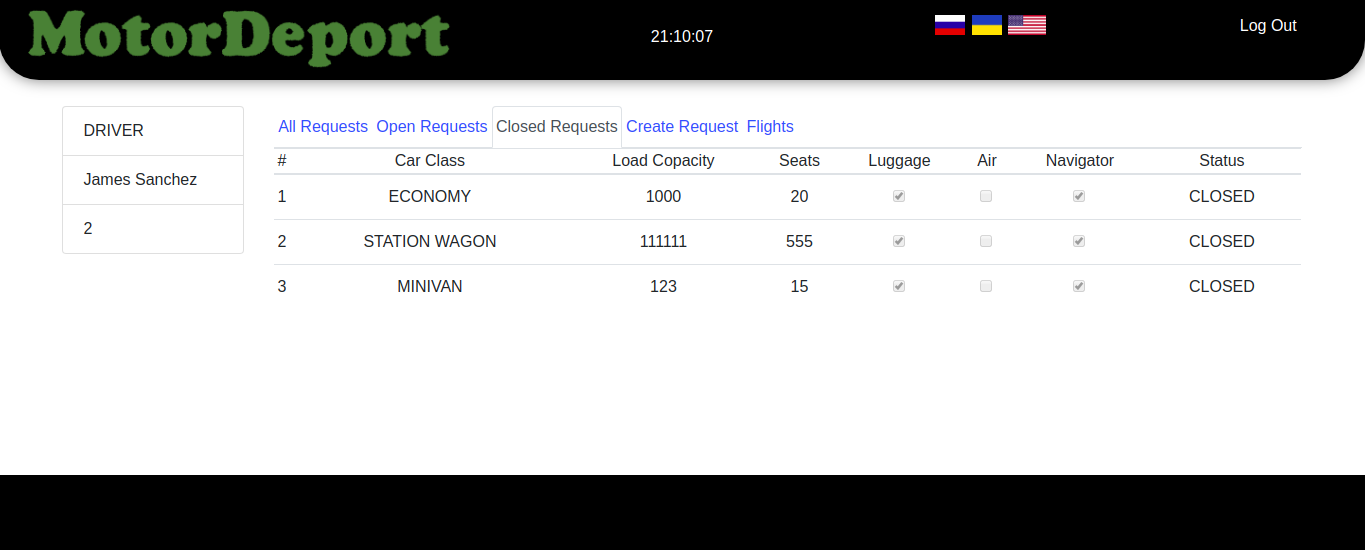 MotorDeport
21:10:07
Log Out
DRIVER
James Sanchez
2
All Requests Open Requests Closed Requests Create Request Flights
# Car Class Load Copacity Seats Luggage Air Navigator Status
1 ECONOMY 1000 20 CLOSED
2 STATION WAGON 111111 555 CLOSED
3 MINIVAN 123 15 CLOSED